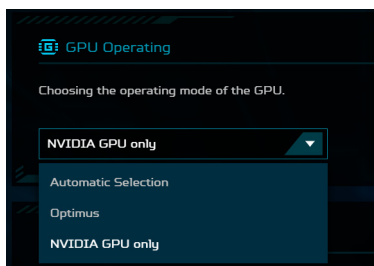 GPU Operating
Choosing the operating mode of the GPU.
NVIDIA GPU only
Automatic Selection
Optimus
NVIDIA GPU only